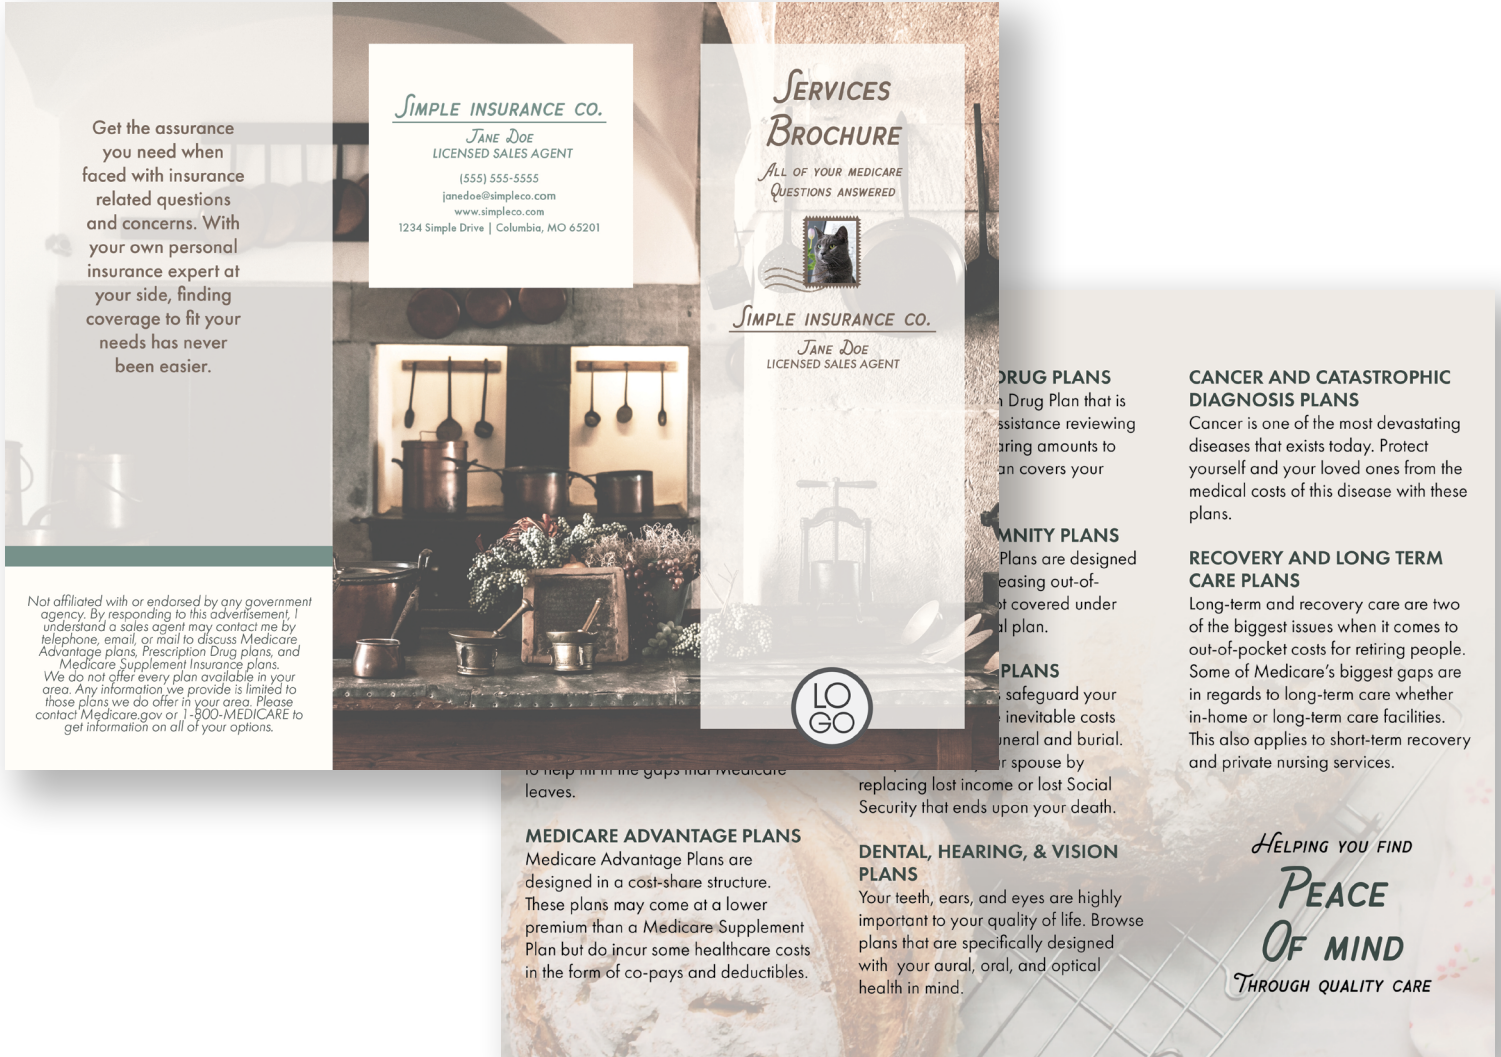 Get the assurance
you need when
faced with insurance
related questions
and concerns. With
your own personal
insurance expert at
your side, finding
coverage to fit your
needs has never
been easier.
Not affiliated with or endorsed by any government
agency. By responding to this advertisement, I
understand a sales agent may contact me by
telephone, email, or mail to discuss Medicare
Advantage plans, Prescription Drug plans, and
Medicare Supplement Insurance plans.
We do not offer every plan available in your
area. Any information we provide is limited to
those plans we do offer in your area. Please
contact Medicare.gov or 1-800-MEDICARE to
get information on all of your options.
Simple insurance co.
Jane Doe
LICENSED SALES AGENT
(555) 555-5555
janedoe@simpleco.com
www.simpleco.com
1234 Simple Drive | Columbia, MO 65201
Services
Brochure
All of your medicare
Questions answered
Simple insurance co.
Jane Doe
LICENSED SALES AGENT
LO
GO
to help fill in the gaps that Medicare
leaves.
MEDICARE ADVANTAGE PLANS
Medicare Advantage Plans are
designed in a cost-share structure.
These plans may come at a lower
premium than a Medicare Supplement
Plan but do incur some healthcare costs
in the form of co-pays and deductibles.
DRUG PLANS
Drug Plan that is
reviewing
amounts to
covers your
PLANS
Plans are designed
out-of-
covered under
plan.
PLANS
safeguard your
inevitable costs
and burial.
spouse by
replacing lost income or lost Social
Security that ends upon your death.
DENTAL, HEARING, & VISION
PLANS
Your teeth, ears, and eyes are highly
important to your quality of life. Browse
plans that are specifically designed
with your aural, oral, and optical
health in mind.
CANCER AND CATASTROPHIC
DIAGNOSIS PLANS
Cancer is one of the most devastating
diseases that exists today. Protect
yourself and your loved ones from the
medical costs of this disease with these
plans.
RECOVERY AND LONG TERM
CARE PLANS
Long-term and recovery care are two
of the biggest issues when it comes to
out-of-pocket costs for retiring people.
Some of Medicare's biggest gaps are
in regards to long-term care whether
in-home or long-term care facilities.
This also applies to short-term recovery
and private nursing services.
Helping you find
Peace
Of mind
Through quality care